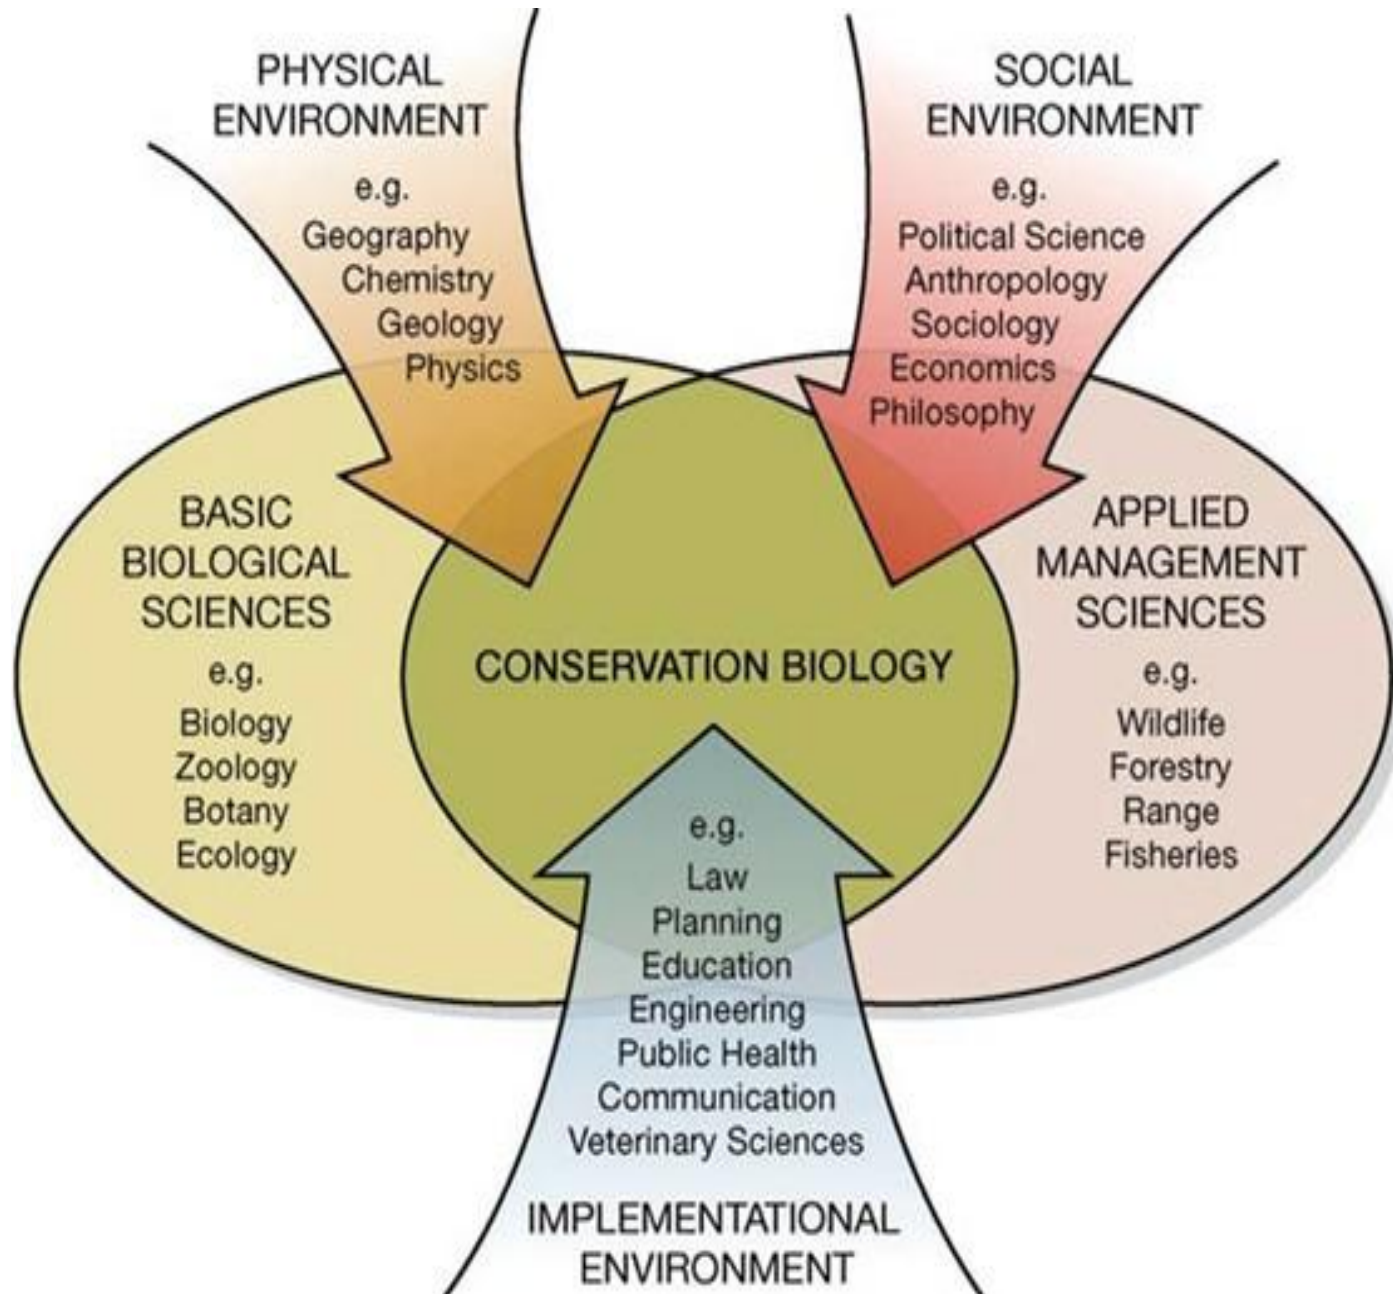 PHYSICAL
ENVIRONMENT
e.g.
Geography
Chemistry
Geology
Physics
SOCIAL
ENVIRONMENT
e.g.
Political Science
Anthropology
Sociology
Economics
Philosophy
BASIC
BIOLOGICAL
SCIENCES
e.g.
Biology
Zoology
Botany
Ecology
CONSERVATION BIOLOGY
APPLIED
MANAGEMENT
SCIENCES
e.g.
Wildlife
Forestry
Range
Fisheries
e.g.
Law
Planning
Education
Engineering
Public Health
Communication
Veterinary Sciences
IMPLEMENTATIONAL
ENVIRONMENT